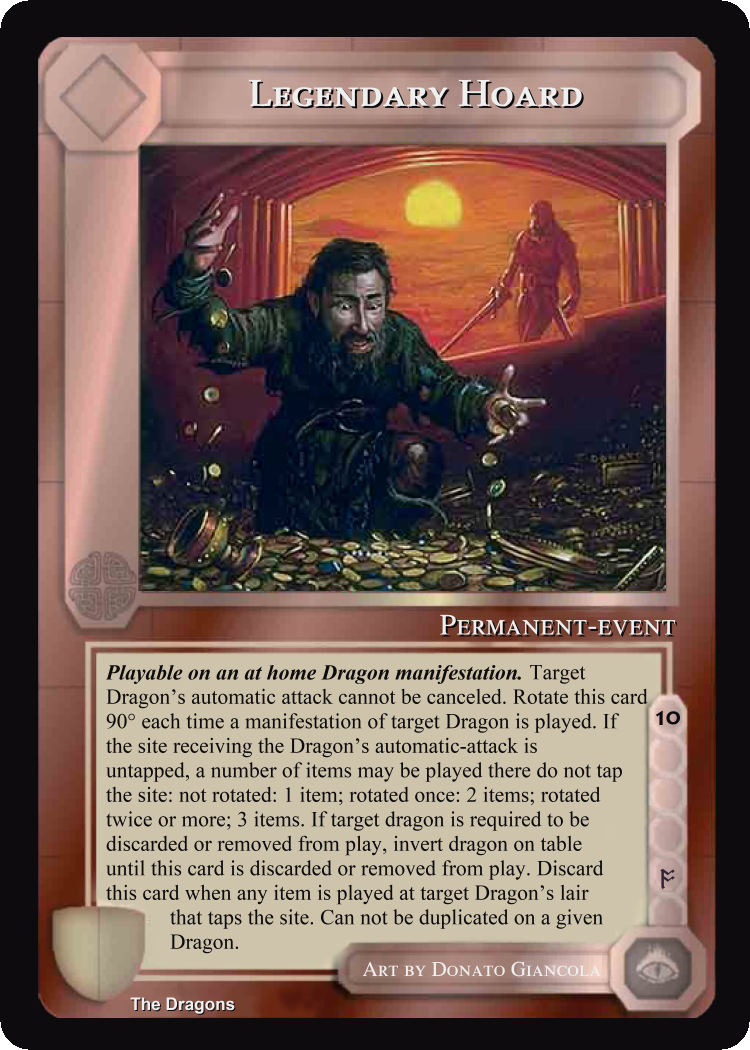 Legendary Hoard
Permanent-event
Playable on an at home Dragon manifestation. Target
Dragon's automatic attack cannot be canceled. Rotate this card
90° each time a manifestation of target Dragon is played. If
the site receiving the Dragon's automatic-attack is
untapped, a number of items may be played there do not tap
the site: not rotated: 1 item; rotated once: 2 items; rotated
twice or more; 3 items. If target dragon is required to be
discarded or removed from play, invert dragon on table
until this card is discarded or removed from play. Discard
this card when any item is played at target Dragon's lair
that taps the site. Can not be duplicated on a given
Dragon.
10
Art by Donato Giancola
The Dragons